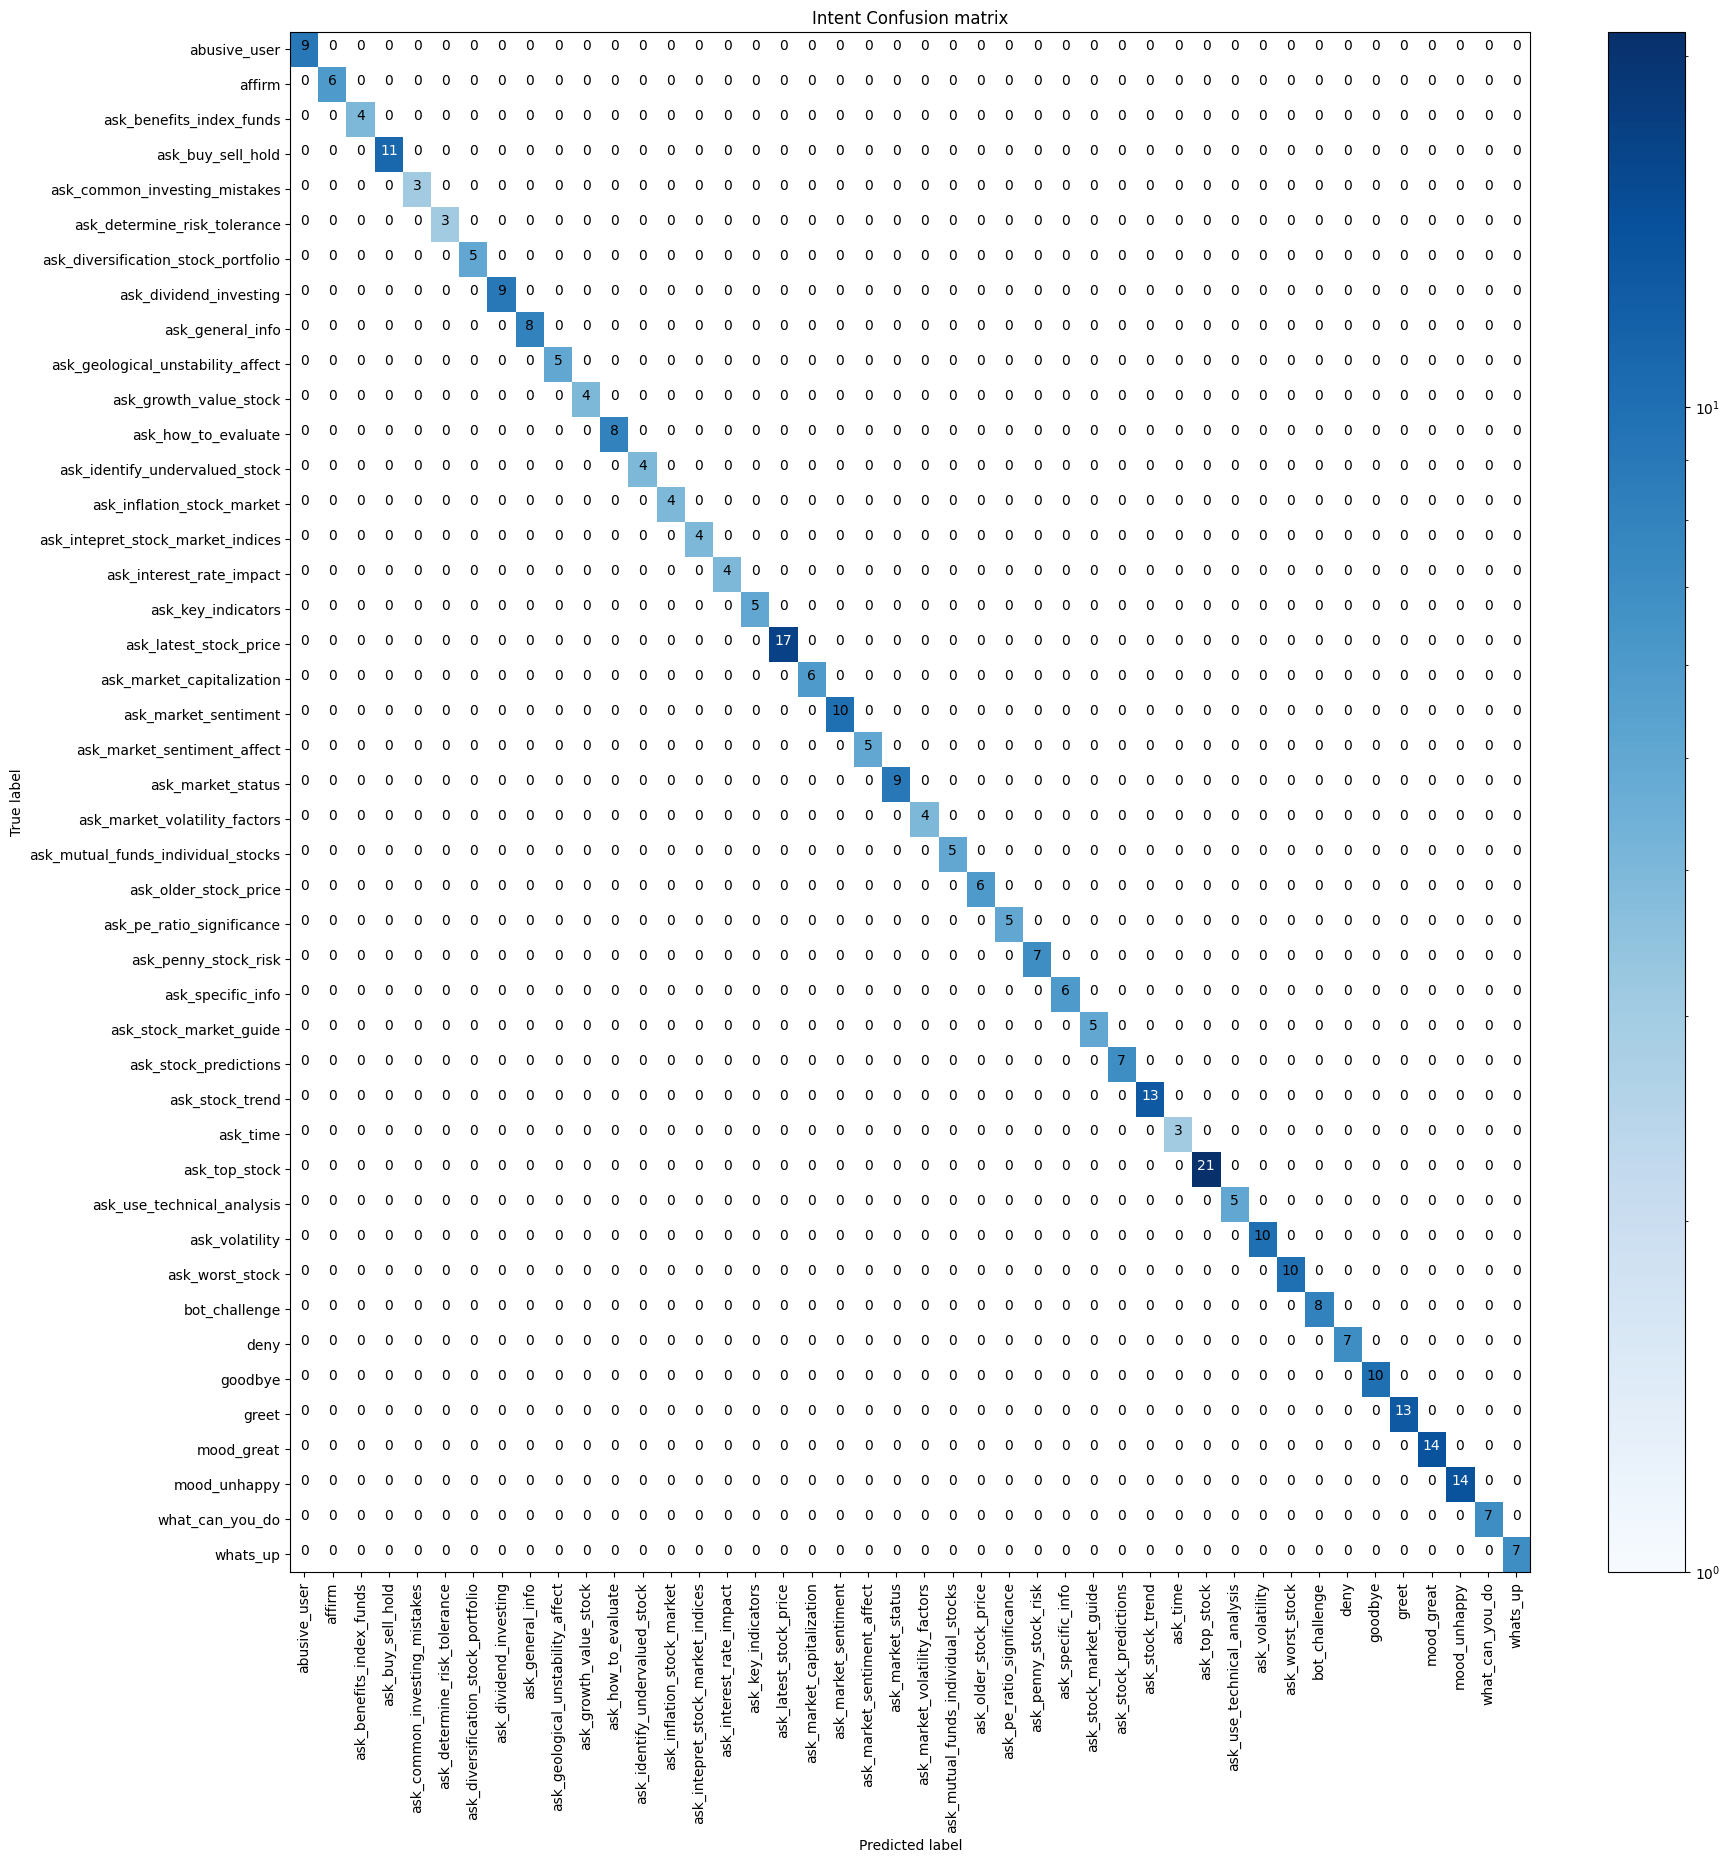 Intent Confusion matrix
abusive_user 9 0 0 0 0 0 0 0 0 0 0 0 0 0 0 0 0 0 0 0 0 0 0 0 0 0 0 0 0 0 0 0 0 0 0 0 0 0 0 0 0 0 0 0
affirm 0 6 0 0 0 0 0 0 0 0 0 0 0 0 0 0 0 0 0 0 0 0 0 0 0 0 0 0 0 0 0 0 0 0 0 0 0 0 0 0 0 0 0 0
ask_benefits_index_funds 0 0 4 0 0 0 0 0 0 0 0 0 0 0 0 0 0 0 0 0 0 0 0 0 0 0 0 0 0 0 0 0 0 0 0 0 0 0 0 0 0 0 0 0
ask_buy_sell_hold 0 0 0 11 0 0 0 0 0 0 0 0 0 0 0 0 0 0 0 0 0 0 0 0 0 0 0 0 0 0 0 0 0 0 0 0 0 0 0 0 0 0 0 0
ask_common_investing_mistakes 0 0 0 0 3 0 0 0 0 0 0 0 0 0 0 0 0 0 0 0 0 0 0 0 0 0 0 0 0 0 0 0 0 0 0 0 0 0 0 0 0 0 0 0
ask_determine_risk_tolerance 0 0 0 0 0 3 0 0 0 0 0 0 0 0 0 0 0 0 0 0 0 0 0 0 0 0 0 0 0 0 0 0 0 0 0 0 0 0 0 0 0 0 0 0
ask_diversification_stock_portfolio 0 0 0 0 0 0 5 0 0 0 0 0 0 0 0 0 0 0 0 0 0 0 0 0 0 0 0 0 0 0 0 0 0 0 0 0 0 0 0 0 0 0 0 0
ask_dividend_investing 0 0 0 0 0 0 0 9 0 0 0 0 0 0 0 0 0 0 0 0 0 0 0 0 0 0 0 0 0 0 0 0 0 0 0 0 0 0 0 0 0 0 0 0
ask_general_info 0 0 0 0 0 0 0 0 8 0 0 0 0 0 0 0 0 0 0 0 0 0 0 0 0 0 0 0 0 0 0 0 0 0 0 0 0 0 0 0 0 0 0 0
ask_geological_unstability_affect 0 0 0 0 0 0 0 0 0 5 0 0 0 0 0 0 0 0 0 0 0 0 0 0 0 0 0 0 0 0 0 0 0 0 0 0 0 0 0 0 0 0 0 0
ask_growth_value_stock 0 0 0 0 0 0 0 0 0 0 4 0 0 0 0 0 0 0 0 0 0 0 0 0 0 0 0 0 0 0 0 0 0 0 0 0 0 0 0 0 0 0 0 0
ask_how_to_evaluate 0 0 0 0 0 0 0 0 0 0 0 8 0 0 0 0 0 0 0 0 0 0 0 0 0 0 0 0 0 0 0 0 0 0 0 0 0 0 0 0 0 0 0 0
ask_identify_undervalued_stock 0 0 0 0 0 0 0 0 0 0 0 0 4 0 0 0 0 0 0 0 0 0 0 0 0 0 0 0 0 0 0 0 0 0 0 0 0 0 0 0 0 0 0 0
ask_inflation_stock_market 0 0 0 0 0 0 0 0 0 0 0 0 0 4 0 0 0 0 0 0 0 0 0 0 0 0 0 0 0 0 0 0 0 0 0 0 0 0 0 0 0 0 0 0
ask_intepret_stock_market_indices 0 0 0 0 0 0 0 0 0 0 0 0 0 0 4 0 0 0 0 0 0 0 0 0 0 0 0 0 0 0 0 0 0 0 0 0 0 0 0 0 0 0 0 0
ask_interest_rate_impact 0 0 0 0 0 0 0 0 0 0 0 0 0 0 0 4 0 0 0 0 0 0 0 0 0 0 0 0 0 0 0 0 0 0 0 0 0 0 0 0 0 0 0 0
ask_key_indicators 0 0 0 0 0 0 0 0 0 0 0 0 0 0 0 0 5 0 0 0 0 0 0 0 0 0 0 0 0 0 0 0 0 0 0 0 0 0 0 0 0 0 0 0
ask_latest_stock_price 0 0 0 0 0 0 0 0 0 0 0 0 0 0 0 0 0 17 0 0 0 0 0 0 0 0 0 0 0 0 0 0 0 0 0 0 0 0 0 0 0 0 0 0
ask_market_capitalization 0 0 0 0 0 0 0 0 0 0 0 0 0 0 0 0 0 0 6 0 0 0 0 0 0 0 0 0 0 0 0 0 0 0 0 0 0 0 0 0 0 0 0 0
ask_market_sentiment 0 0 0 0 0 0 0 0 0 0 0 0 0 0 0 0 0 0 0 10 0 0 0 0 0 0 0 0 0 0 0 0 0 0 0 0 0 0 0 0 0 0 0 0
ask_market_sentiment_affect 0 0 0 0 0 0 0 0 0 0 0 0 0 0 0 0 0 0 0 0 5 0 0 0 0 0 0 0 0 0 0 0 0 0 0 0 0 0 0 0 0 0 0 0
ask_market_status 0 0 0 0 0 0 0 0 0 0 0 0 0 0 0 0 0 0 0 0 0 9 0 0 0 0 0 0 0 0 0 0 0 0 0 0 0 0 0 0 0 0 0 0
ask_market_volatility_factors 0 0 0 0 0 0 0 0 0 0 0 0 0 0 0 0 0 0 0 0 0 0 4 0 0 0 0 0 0 0 0 0 0 0 0 0 0 0 0 0 0 0 0 0
ask_mutual_funds_individual_stocks 0 0 0 0 0 0 0 0 0 0 0 0 0 0 0 0 0 0 0 0 0 0 0 5 0 0 0 0 0 0 0 0 0 0 0 0 0 0 0 0 0 0 0 0
ask_older_stock_price 0 0 0 0 0 0 0 0 0 0 0 0 0 0 0 0 0 0 0 0 0 0 0 0 6 0 0 0 0 0 0 0 0 0 0 0 0 0 0 0 0 0 0 0
ask_pe_ratio_significance 0 0 0 0 0 0 0 0 0 0 0 0 0 0 0 0 0 0 0 0 0 0 0 0 0 5 0 0 0 0 0 0 0 0 0 0 0 0 0 0 0 0 0 0
ask_penny_stock_risk 0 0 0 0 0 0 0 0 0 0 0 0 0 0 0 0 0 0 0 0 0 0 0 0 0 0 7 0 0 0 0 0 0 0 0 0 0 0 0 0 0 0 0 0
ask_specific_info 0 0 0 0 0 0 0 0 0 0 0 0 0 0 0 0 0 0 0 0 0 0 0 0 0 0 0 6 0 0 0 0 0 0 0 0 0 0 0 0 0 0 0 0
ask_stock_market_guide 0 0 0 0 0 0 0 0 0 0 0 0 0 0 0 0 0 0 0 0 0 0 0 0 0 0 0 0 5 0 0 0 0 0 0 0 0 0 0 0 0 0 0 0
ask_stock_predictions 0 0 0 0 0 0 0 0 0 0 0 0 0 0 0 0 0 0 0 0 0 0 0 0 0 0 0 0 0 7 0 0 0 0 0 0 0 0 0 0 0 0 0 0
ask_stock_trend 0 0 0 0 0 0 0 0 0 0 0 0 0 0 0 0 0 0 0 0 0 0 0 0 0 0 0 0 0 0 13 0 0 0 0 0 0 0 0 0 0 0 0 0
ask_time 0 0 0 0 0 0 0 0 0 0 0 0 0 0 0 0 0 0 0 0 0 0 0 0 0 0 0 0 0 0 0 3 0 0 0 0 0 0 0 0 0 0 0 0
ask_top_stock 0 0 0 0 0 0 0 0 0 0 0 0 0 0 0 0 0 0 0 0 0 0 0 0 0 0 0 0 0 0 0 0 21 0 0 0 0 0 0 0 0 0 0 0
ask_use_technical_analysis 0 0 0 0 0 0 0 0 0 0 0 0 0 0 0 0 0 0 0 0 0 0 0 0 0 0 0 0 0 0 0 0 0 5 0 0 0 0 0 0 0 0 0 0
ask_volatility 0 0 0 0 0 0 0 0 0 0 0 0 0 0 0 0 0 0 0 0 0 0 0 0 0 0 0 0 0 0 0 0 0 0 10 0 0 0 0 0 0 0 0 0
ask_worst_stock 0 0 0 0 0 0 0 0 0 0 0 0 0 0 0 0 0 0 0 0 0 0 0 0 0 0 0 0 0 0 0 0 0 0 0 10 0 0 0 0 0 0 0 0
bot_challenge 0 0 0 0 0 0 0 0 0 0 0 0 0 0 0 0 0 0 0 0 0 0 0 0 0 0 0 0 0 0 0 0 0 0 0 0 8 0 0 0 0 0 0 0
deny 0 0 0 0 0 0 0 0 0 0 0 0 0 0 0 0 0 0 0 0 0 0 0 0 0 0 0 0 0 0 0 0 0 0 0 0 0 7 0 0 0 0 0 0
goodbye 0 0 0 0 0 0 0 0 0 0 0 0 0 0 0 0 0 0 0 0 0 0 0 0 0 0 0 0 0 0 0 0 0 0 0 0 0 0 10 0 0 0 0 0
greet 0 0 0 0 0 0 0 0 0 0 0 0 0 0 0 0 0 0 0 0 0 0 0 0 0 0 0 0 0 0 0 0 0 0 0 0 0 0 0 13 0 0 0 0
mood_great 0 0 0 0 0 0 0 0 0 0 0 0 0 0 0 0 0 0 0 0 0 0 0 0 0 0 0 0 0 0 0 0 0 0 0 0 0 0 0 0 14 0 0 0
mood_unhappy 0 0 0 0 0 0 0 0 0 0 0 0 0 0 0 0 0 0 0 0 0 0 0 0 0 0 0 0 0 0 0 0 0 0 0 0 0 0 0 0 0 14 0 0
what_can_you_do 0 0 0 0 0 0 0 0 0 0 0 0 0 0 0 0 0 0 0 0 0 0 0 0 0 0 0 0 0 0 0 0 0 0 0 0 0 0 0 0 0 0 7 0
whats_up 0 0 0 0 0 0 0 0 0 0 0 0 0 0 0 0 0 0 0 0 0 0 0 0 0 0 0 0 0 0 0 0 0 0 0 0 0 0 0 0 0 0 0 7
True label
abusive_user
affirm
ask_benefits_index_funds
ask_buy_sell_hold
ask_common_investing_mistakes
ask_determine_risk_tolerance
ask_diversification_stock_portfolio
ask_dividend_investing
ask_general_info
ask_geological_unstability_affect
ask_growth_value_stock
ask_how_to_evaluate
ask_identify_undervalued_stock
ask_inflation_stock_market
ask_intepret_stock_market_indices
ask_interest_rate_impact
ask_key_indicators
ask_latest_stock_price
ask_market_capitalization
ask_market_sentiment
ask_market_sentiment_affect
ask_market_status
ask_market_volatility_factors
ask_mutual_funds_individual_stocks
ask_older_stock_price
ask_pe_ratio_significance
ask_penny_stock_risk
ask_specific_info
ask_stock_market_guide
ask_stock_predictions
ask_stock_trend
ask_time
ask_top_stock
ask_use_technical_analysis
ask_volatility
ask_worst_stock
bot_challenge
deny
goodbye
greet
mood_great
mood_unhappy
what_can_you_do
whats_up
Predicted label
10¹
10⁰